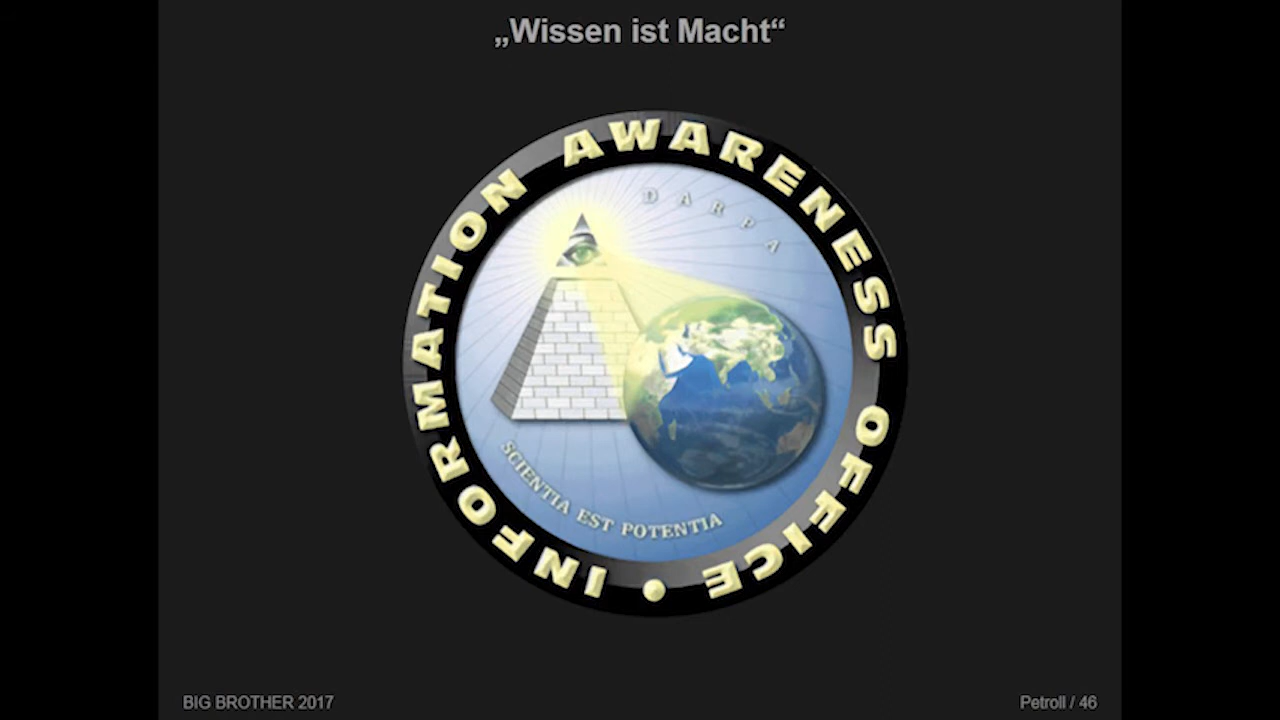 „Wissen ist Macht“
INFORMATION AWARENESS OFFICE •
DARPA
SCIENTIA EST POTENTIA
BIG BROTHER 2017
Petroll / 46